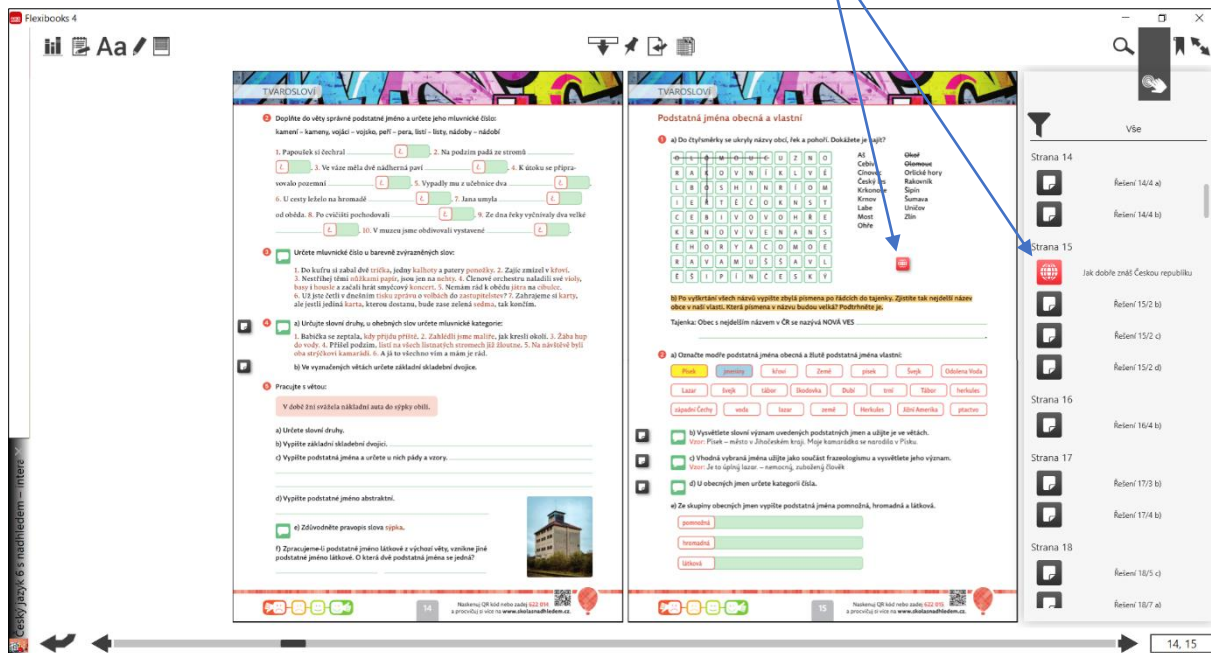 Flexibooks 4
Aa
TVAROSLOVÍ
2 Doplňte do věty správné podstatné jméno a určete jeho mluvnické číslo:
kamení – kameny, vojáci – vojsko, peří – pera, listí – listy, nádoby – nádobí
1. Papoušek si čechral č. . 2. Na podzim padá ze stromů
č. . 3. Ve váze měla dvě nádherná paví č. . 4. K útoku se připra-
sovalo pozemní č. . 5. Vypadly mu z učebnice dva č. .
6. U cesty leželo na hromadě č. . 7. Jana umyla č.
od oběda. 8. Po cvičišti pochodovali č. . 9. Ze dna řeky vyčnívaly dva velké
č. . 10. V muzeu jsme obdivovali vystavené č. .
3 Určete mluvnické číslo u barevně zvýrazněných slov:
1. Do kufru si zabal dvě trička, jedny kalhoty a patery ponožky. 2. Zajíc zmizel v křoví.
3. Nestříhej těmi nůžkami papír, jsou jen na nehty. 4. Členové orchestru naladili své violy,
basy i housle a začali hrát smyčcový koncert. 5. Nemám rád k obědu játra na cibulce.
6. Už jste četli v dnešním tisku zprávu o volbách do zastupitelstev? 7. Zahrajeme si karty,
ale jestli jediná karta, kterou dostanu, bude zase zelená sedma, tak končím.
4 a) Určujte slovní druhy, u ohebných slov určete mluvnické kategorie:
1. Babička se zeptala, kdy přijdu příště. 2. Zahlédli jsme malíře, jak kreslí okolí. 3. Žába hup
do vody. 4. Přišel podzim, listí na všech listnatých stromech již žloutne. 5. Na návštěvě byli
oba strýčkovi kamarádi. 6. A já to všechno vím a mám je rád.
b) Ve vyznačených větách určete základní skladební dvojice.
5 Pracujte s větou:
V době žní svážela nákladní auta do sýpky obilí.
a) Určete slovní druhy.
b) Vypište základní skladební dvojici.
c) Vypište podstatná jména a určete u nich pády a vzory.
d) Vypište podstatné jméno abstraktní.
e) Zdůvodněte pravopis slova sýpka.
f) Zpracujeme-li podstatné jméno látkové z výchozí věty, vznikne jiné
podstatné jméno látkové. O která dvě podstatná jména se jedná?
14
Naskenuj QR kód nebo zadej 622 014
a procvičuj si více na www.skolasnadhledem.cz.
TVAROSLOVÍ
Podstatná jména obecná a vlastní
1 a) Do čtyřsměrky se ukryly názvy obcí, řek a pohoří. Dokážete je najít?
O L O M O U C U Z N O
R A K O V N Í K L V É
L B O S H I N R Í O M
I E R T Ě Č O K N S T
C E B I V O V O H Ř E
K R N O V V E N A N S
É H O R Y A C O M O E
R A V A M U Š Š A V L
É Š I P Í N Č E S K Ý
Aš
Cebiv
Cínovec
Český les
Krkonoše
Krnov
Labe
Most
Ohře
Okoř
Olomouc
Orlické hory
Rakovník
Šipín
Šumava
Uničov
Zlín
b) Po vyškrtání všech názvů vypište zbylá písmena po řádcích do tajenky. Zjistíte tak nejdelší název
obce v naší vlasti. Která písmena v názvu budou velká? Podtrhněte je.
Tajenka: Obec s nejdelším názvem v ČR se nazývá NOVÁ VES
2 a) Označte modře podstatná jména obecná a žlutě podstatná jména vlastní:
Písek jmeniny křoví Země písek Švejk Odolena Voda
Lazar švejk tábor škodovka Dubí trní Tábor herkules
západní Čechy voda lazar země Herkules Jižní Amerika ptactvo
b) Vysvětlete slovní význam uvedených podstatných jmen a užijte je ve větách.
Vzor: Písek – město v Jihočeském kraji. Moje kamarádka se narodila v Písku.
c) Vhodná vybraná jména užijte jako součást frazeologismu a vysvětlete jeho význam.
Vzor: Je to úplný lazar. – nemocný, zubožený člověk
d) U obecných jmen určete kategorii čísla.
e) Ze skupiny obecných jmen vypište podstatná jména pomnožná, hromadná a látková.
pomnožná
hromadná
látková
15
Naskenuj QR kód nebo zadej 622 015
a procvičuj si více na www.skolasnadhledem.cz.
Vše
Strana 14
Řešení 14/4 a)
Řešení 14/4 b)
Strana 15
Jak dobře znáš Českou republiku
Řešení 15/2 b)
Řešení 15/2 c)
Řešení 15/2 d)
Strana 16
Řešení 16/4 b)
Strana 17
Řešení 17/3 b)
Řešení 17/4 b)
Strana 18
Řešení 18/5 c)
Řešení 18/7 a)
Český jazyk 6 s nadhledem – intera
14, 15